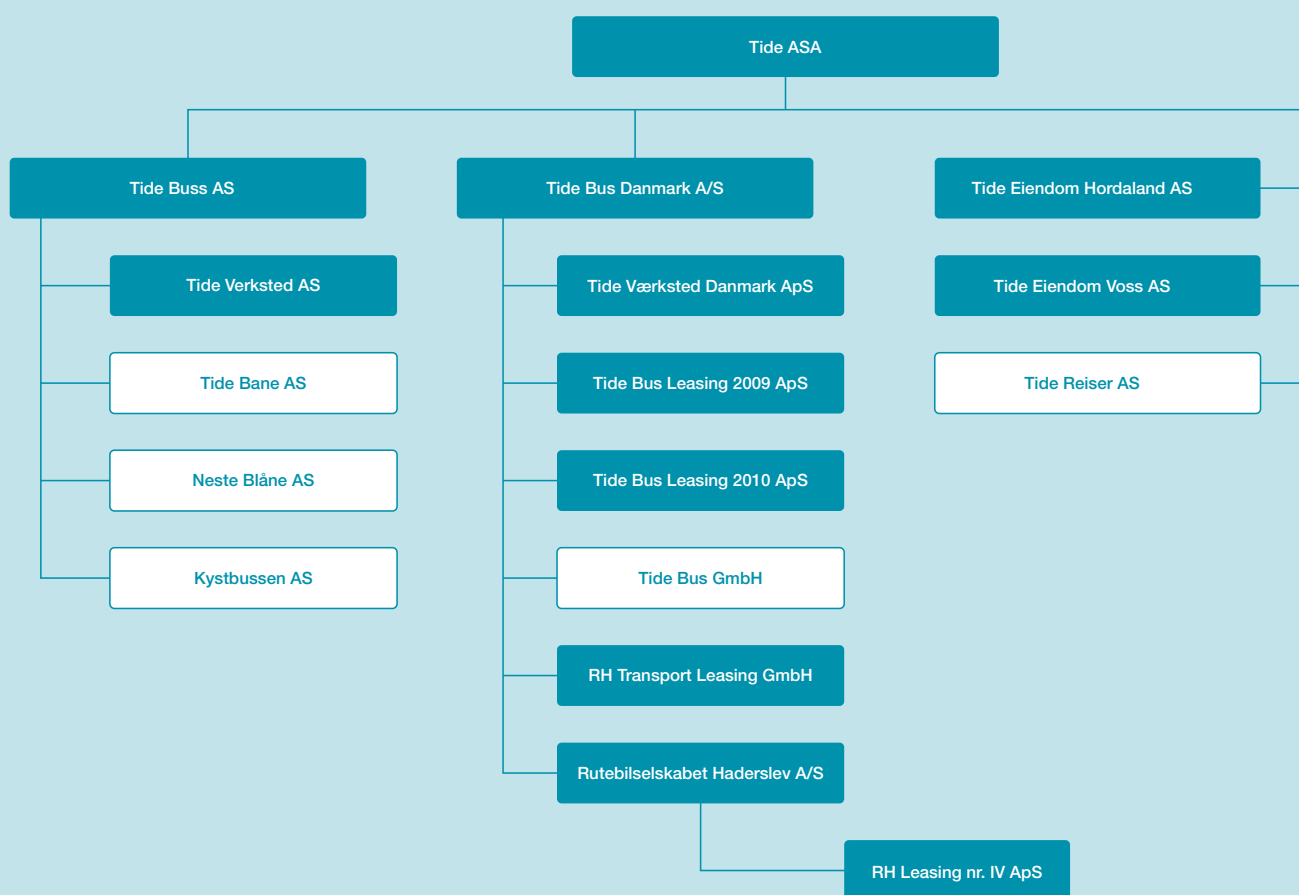 Tide ASA
Tide Buss AS
Tide Verksted AS
Tide Bane AS
Neste Blåne AS
Kystbussen AS
Tide Bus Danmark A/S
Tide Værksted Danmark ApS
Tide Bus Leasing 2009 ApS
Tide Bus Leasing 2010 ApS
Tide Bus GmbH
RH Transport Leasing GmbH
Rutebilselskabet Haderslev A/S
RH Leasing nr. IV ApS
Tide Eiendom Hordaland AS
Tide Eiendom Voss AS
Tide Reiser AS